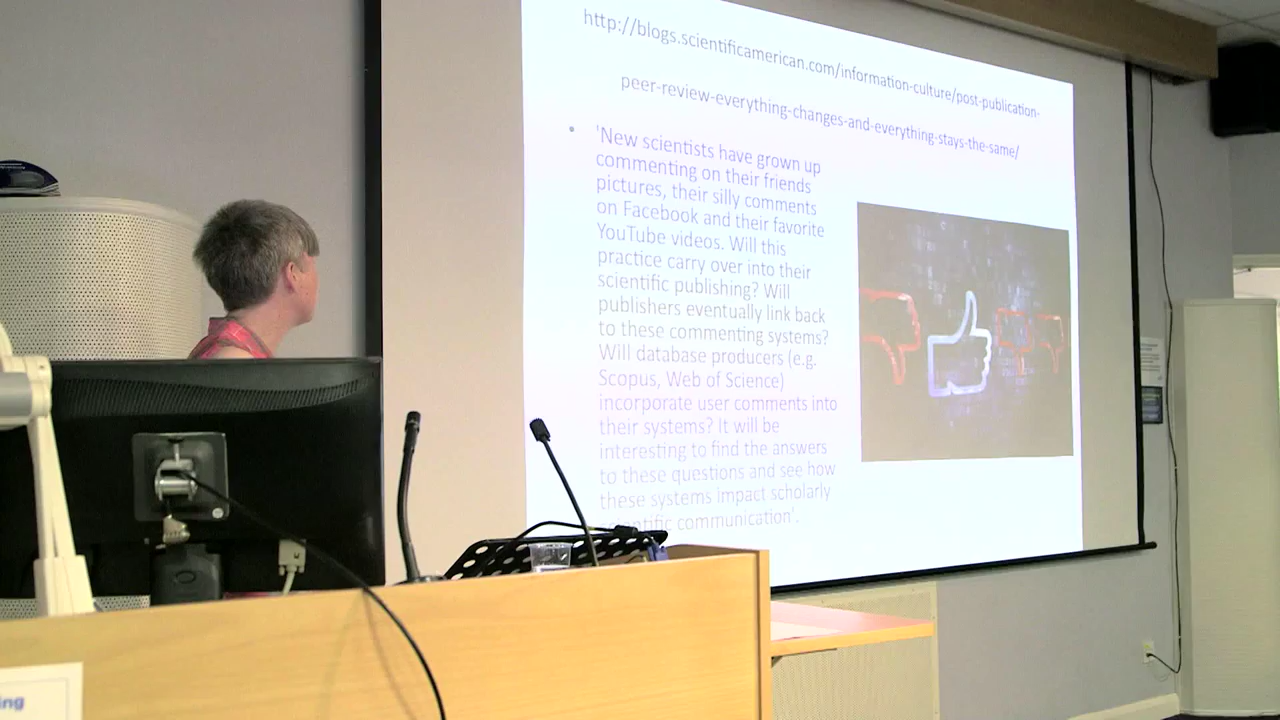 http://blogs.scientificamerican.com/information-culture/post-publication-
peer-review-everything-changes-and-everything-stays-the-same/
• 'New scientists have grown up
commenting on their friends
pictures, their silly comments
on Facebook and their favorite
YouTube videos. Will this
practice carry over into their
scientific publishing? Will
publishers eventually link back
to these commenting systems?
Will database producers (e.g.
Scopus, Web of Science)
incorporate user comments into
their systems? It will be
interesting to find the answers
to these questions and see how
these systems impact scholarly
scientific communication'.
ing